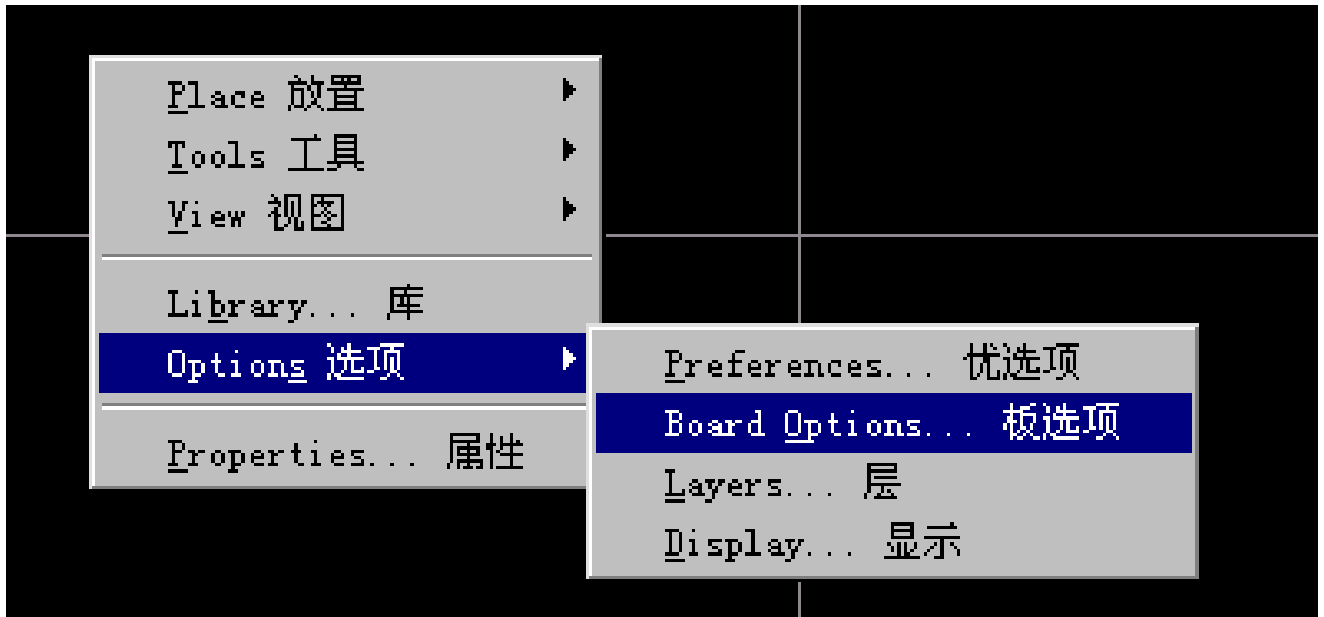 Place 放置
Tools 工具
View 视图
Library... 库
Options 选项
Properties... 属性
Preferences... 优选项
Board Options... 板选项
Layers... 层
Display... 显示